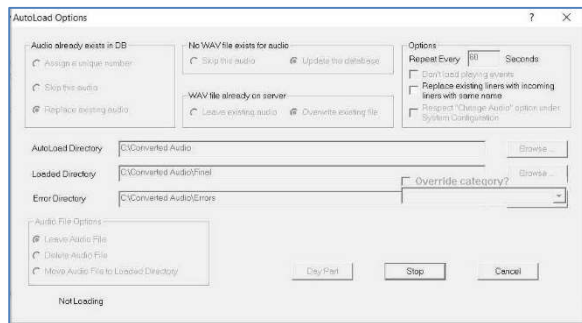 AutoLoad Options
Audio already exists in DB
Assign a unique number
Skip this audio
Replace existing audio
No WAV file exists for audio
Skip this audio
Update the database
WAV file already on server
Leave existing audio
Overwrite existing file
Options
Repeat Every 60 Seconds
Don't load playing events
Replace existing liners with incoming
liners with same name
Respect "Change Audio" option under
System Configuration
AutoLoad Directory C:\Converted Audio Browse ...
Loaded Directory C:\Converted Audio\Final Browse ...
Override category?
Error Directory C:\Converted Audio\Errors
Audio File Options
Leave Audio File
Delete Audio File
Move Audio File to Loaded Directory
Day Part
Stop
Cancel
Not Loading